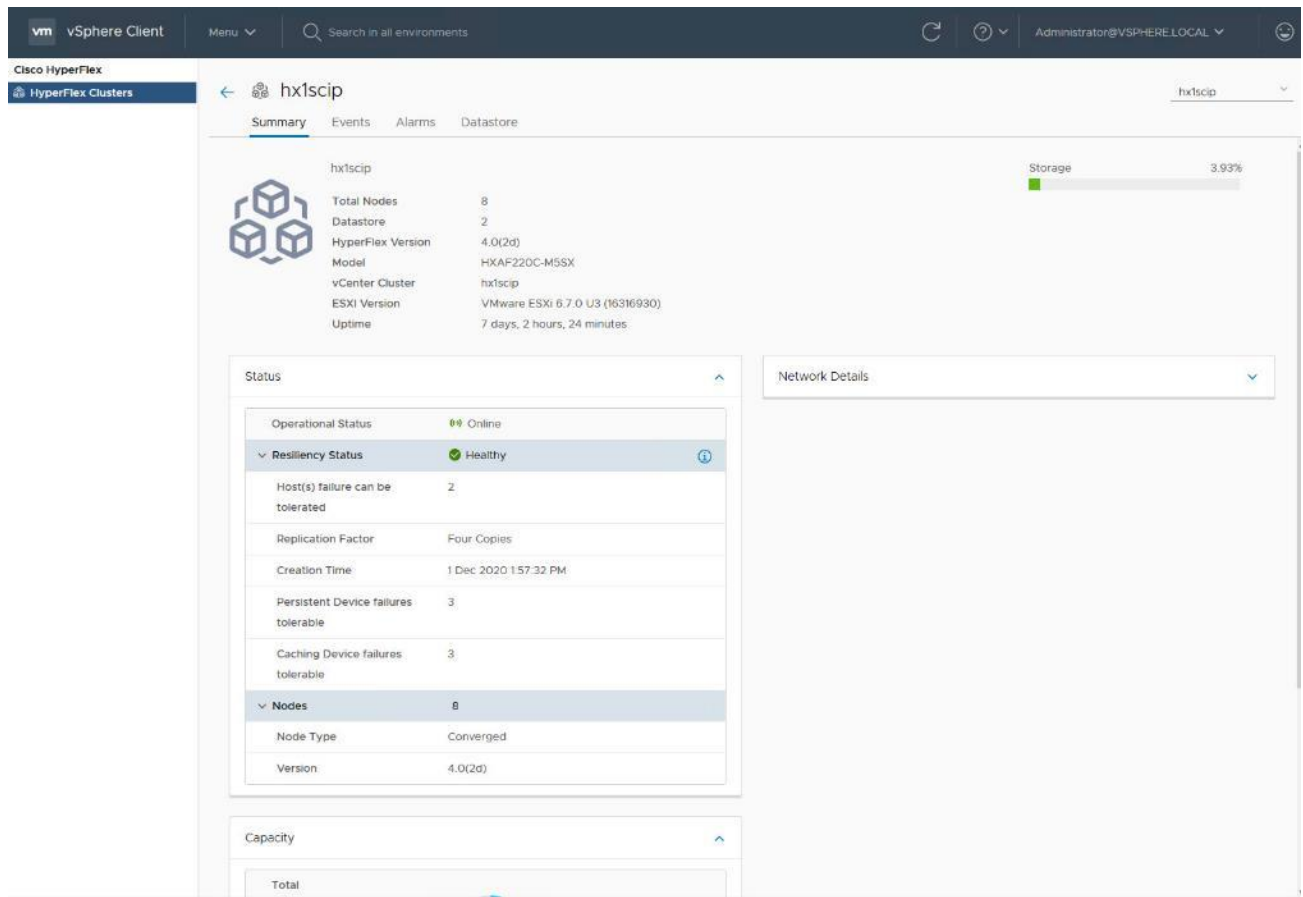 vm vSphere Client Menu Search in all environments Administrator@VSPHERE.LOCAL
Cisco HyperFlex
HyperFlex Clusters
hx1scip
hx1scip
Summary Events Alarms Datastore
hx1scip
Storage 3.93%
Total Nodes 8
Datastore 2
HyperFlex Version 4.0(2d)
Model HXAF220C-M5SX
vCenter Cluster hx1scip
ESXI Version VMware ESXi 6.7.0 U3 (16316930)
Uptime 7 days, 2 hours, 24 minutes
Status
Network Details
Operational Status Online
Resiliency Status Healthy
Host(s) failure can be
tolerated
2
Replication Factor Four Copies
Creation Time 1 Dec 2020 1:57:32 PM
Persistent Device failures
tolerable
3
Caching Device failures
tolerable
3
Nodes 8
Node Type Converged
Version 4.0(2d)
Capacity
Total